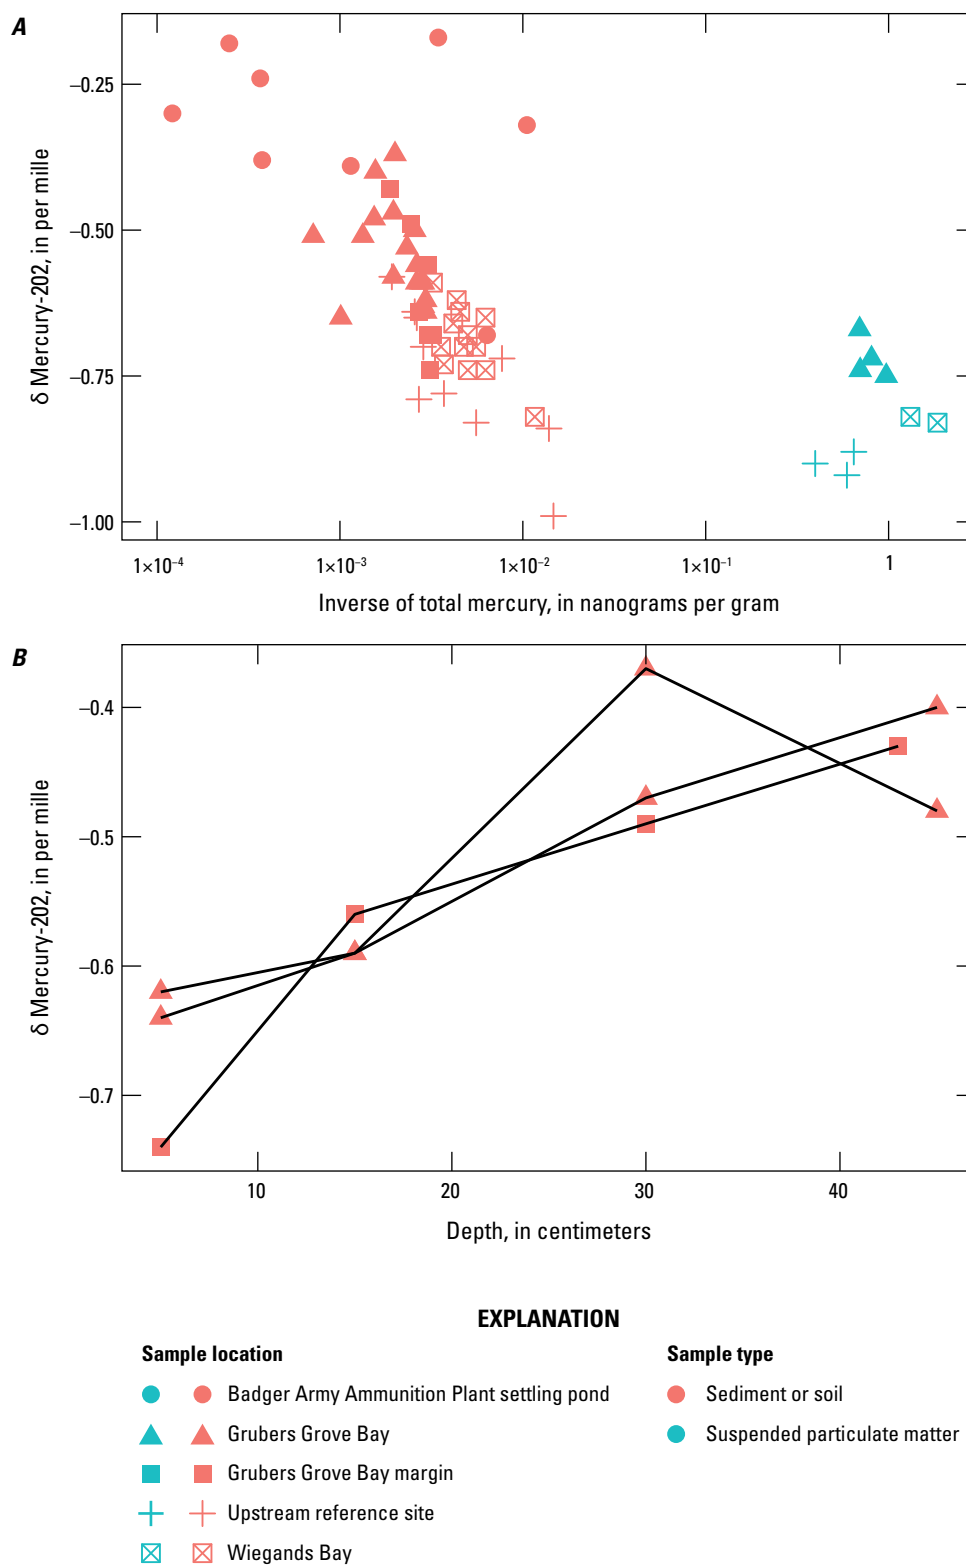 A
–0.25
–0.50
–0.75
–1.00
δ Mercury-202, in per mille
1×10⁻⁴ 1×10⁻³ 1×10⁻² 1×10⁻¹ 1
Inverse of total mercury, in nanograms per gram
B
–0.4
–0.5
–0.6
–0.7
δ Mercury-202, in per mille
10 20 30 40
Depth, in centimeters
EXPLANATION
Sample location
Badger Army Ammunition Plant settling pond
Grubers Grove Bay
Grubers Grove Bay margin
Upstream reference site
Wiegands Bay
Sample type
Sediment or soil
Suspended particulate matter